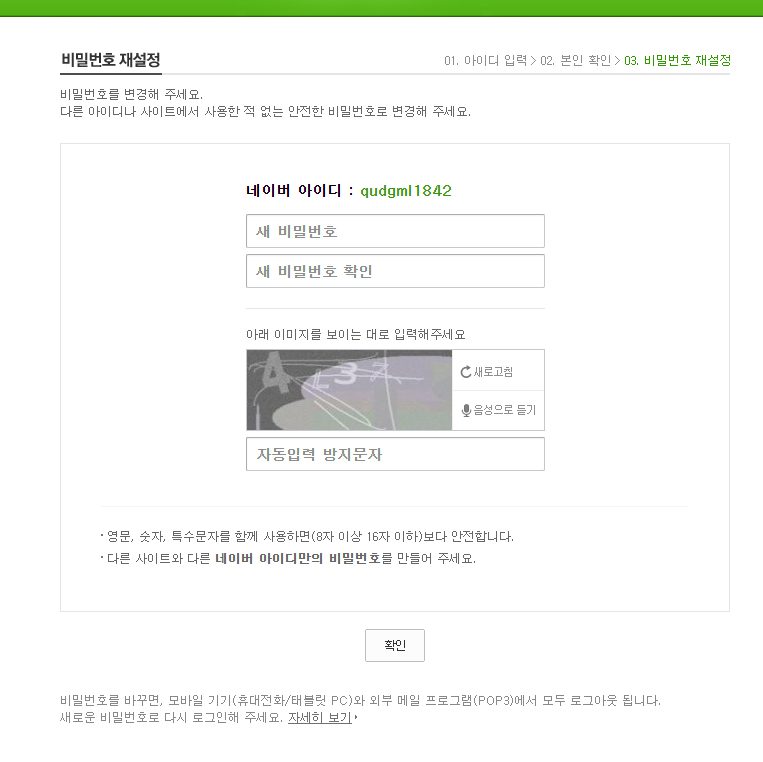 비밀번호 재설정
01. 아이디 입력 > 02. 본인 확인 > 03. 비밀번호 재설정
비밀번호를 변경해 주세요.
다른 아이디나 사이트에서 사용한 적 없는 안전한 비밀번호로 변경해 주세요.
네이버 아이디 : qudgml1842
새 비밀번호
새 비밀번호 확인
아래 이미지를 보이는 대로 입력해주세요
새로고침
음성으로 듣기
자동입력 방지문자
· 영문, 숫자, 특수문자를 함께 사용하면(8자 이상 16자 이하)보다 안전합니다.
· 다른 사이트와 다른 네이버 아이디만의 비밀번호를 만들어 주세요.
확인
비밀번호를 바꾸면, 모바일 기기(휴대전화/태블릿 PC)와 외부 메일 프로그램(POP3)에서 모두 로그아웃 됩니다.
새로운 비밀번호로 다시 로그인해 주세요. 자세히 보기